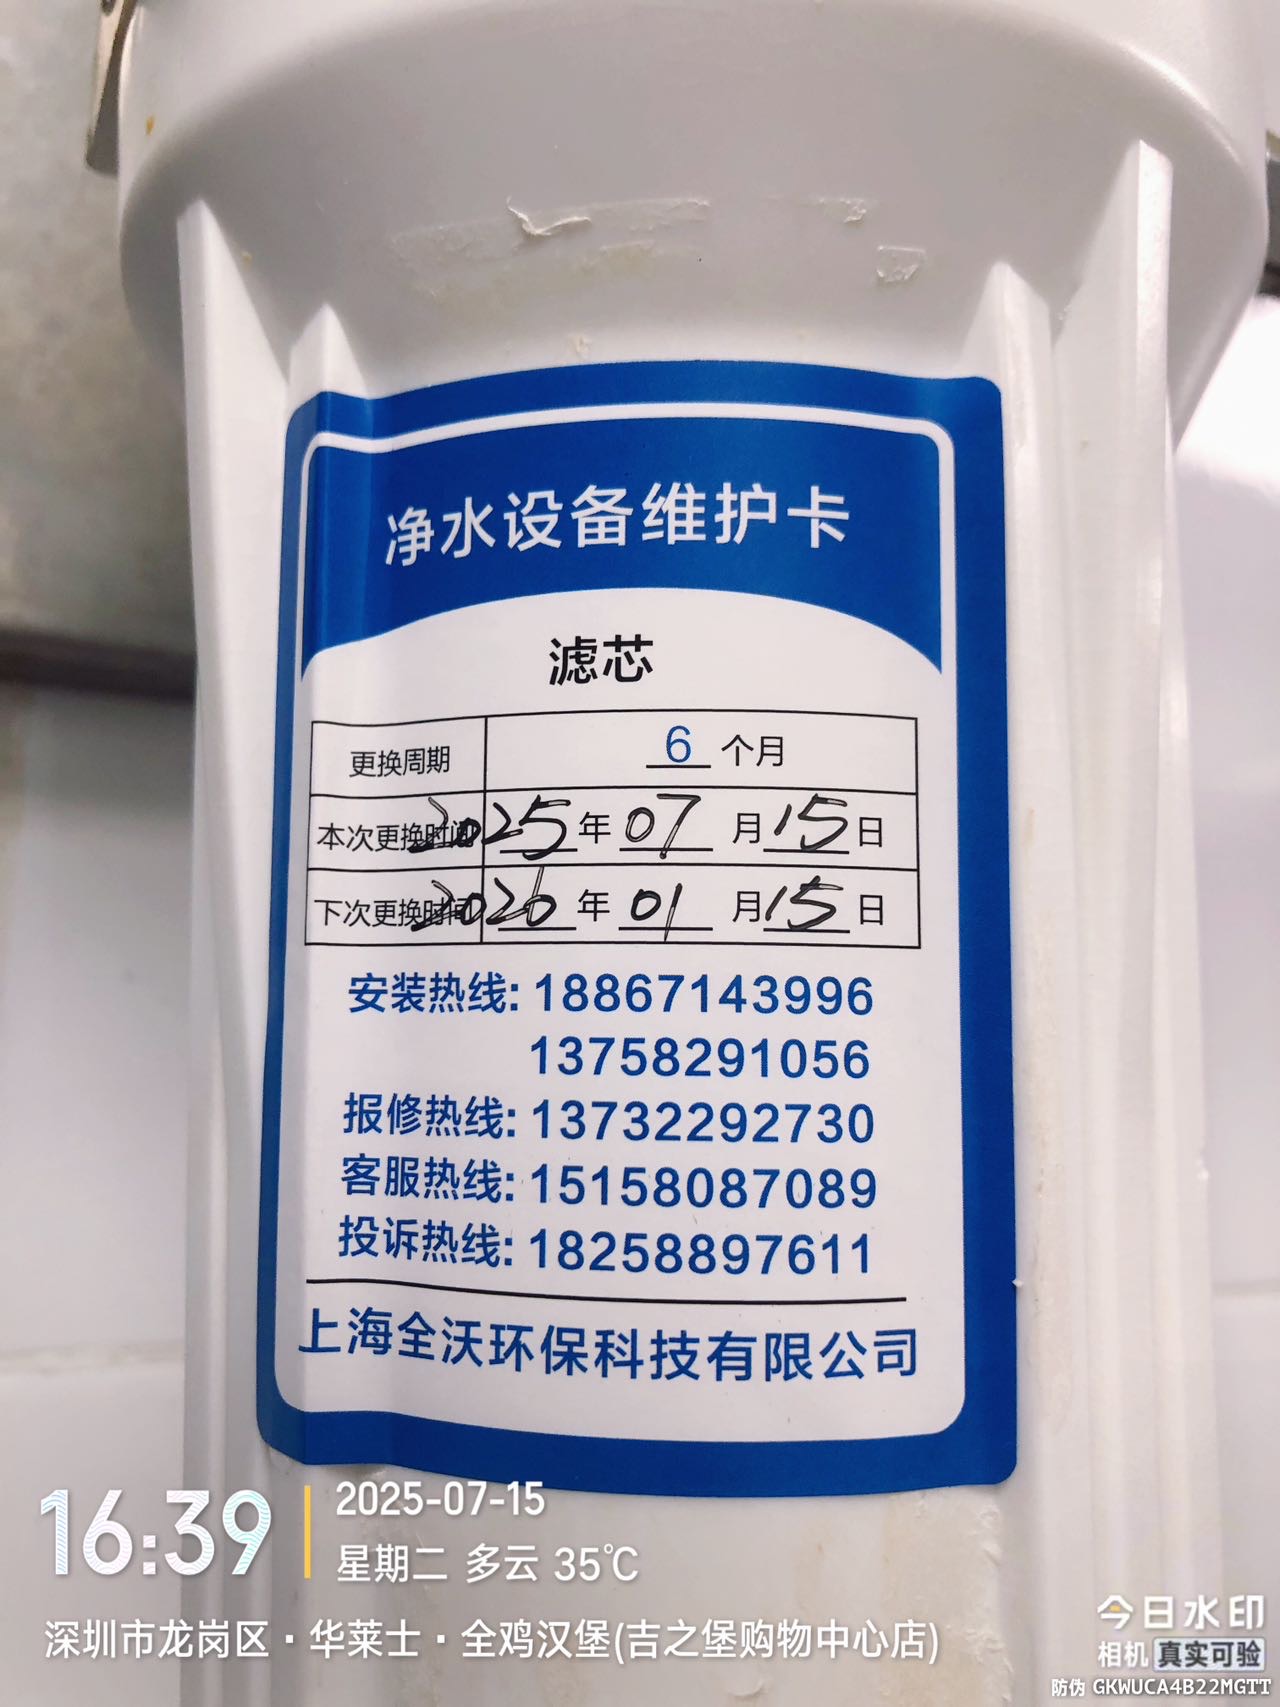 净水设备维护卡
滤芯
更换周期 6 个月
本次更换时间 2025 年 07 月 15 日
下次更换时间 2026 年 01 月 15 日
安装热线: 18867143996
13758291056
报修热线: 13732292730
客服热线: 15158087089
投诉热线: 18258897611
上海全沃环保科技有限公司
16:39
2025-07-15
星期二 多云 35℃
深圳市龙岗区·华莱士·全鸡汉堡(吉之堡购物中心店)
今日水印
相机 真实可验
防伪 GKWUCA4B22MGTT